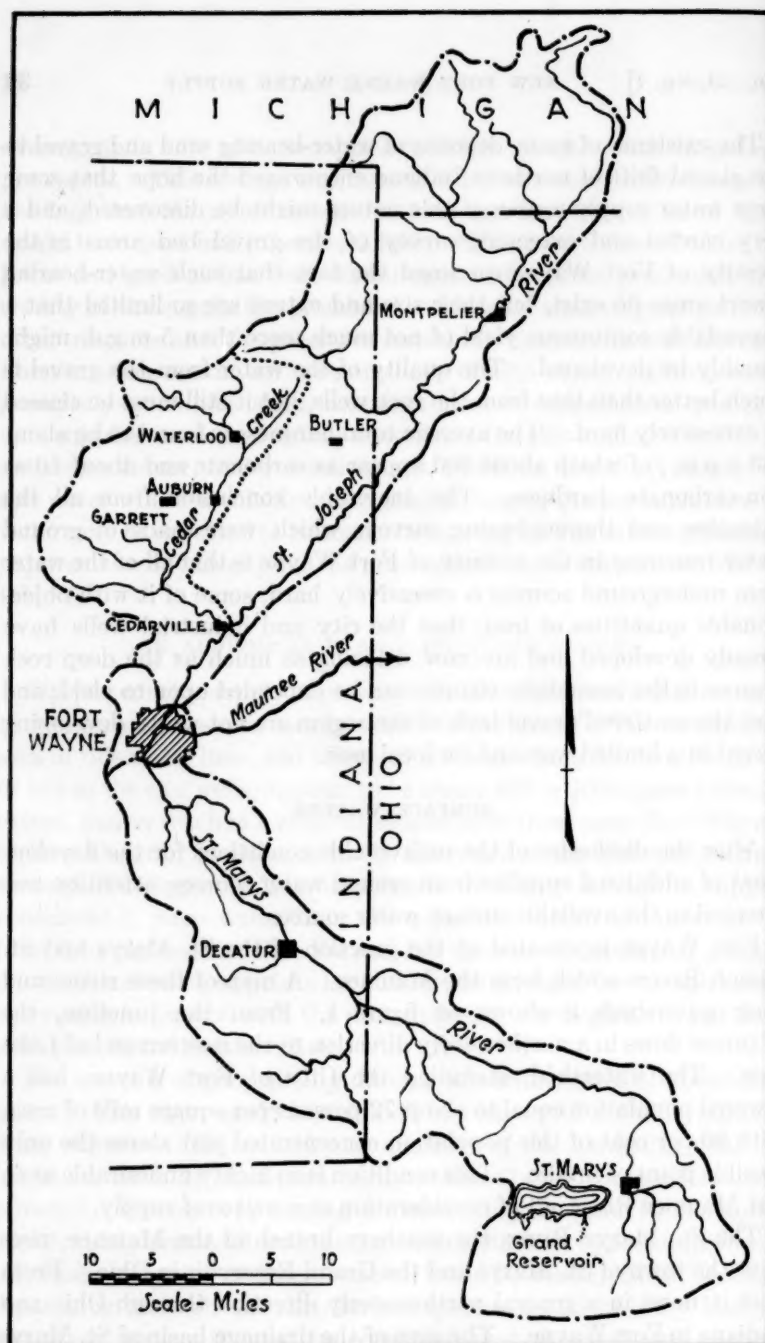 MICHIGAN
River
MONTPELIER
Creek
WATERLOO
BUTLER
AUBURN
GARRETT
Cedar
Joseph
St.
CEDARVILLE
Maumee River
FORT
WAYNE
INDIANA
OHIO
St. Marys
DECATUR
River
ST. MARYS
Grand
Reservoir
10 5 0 10
Scale - Miles